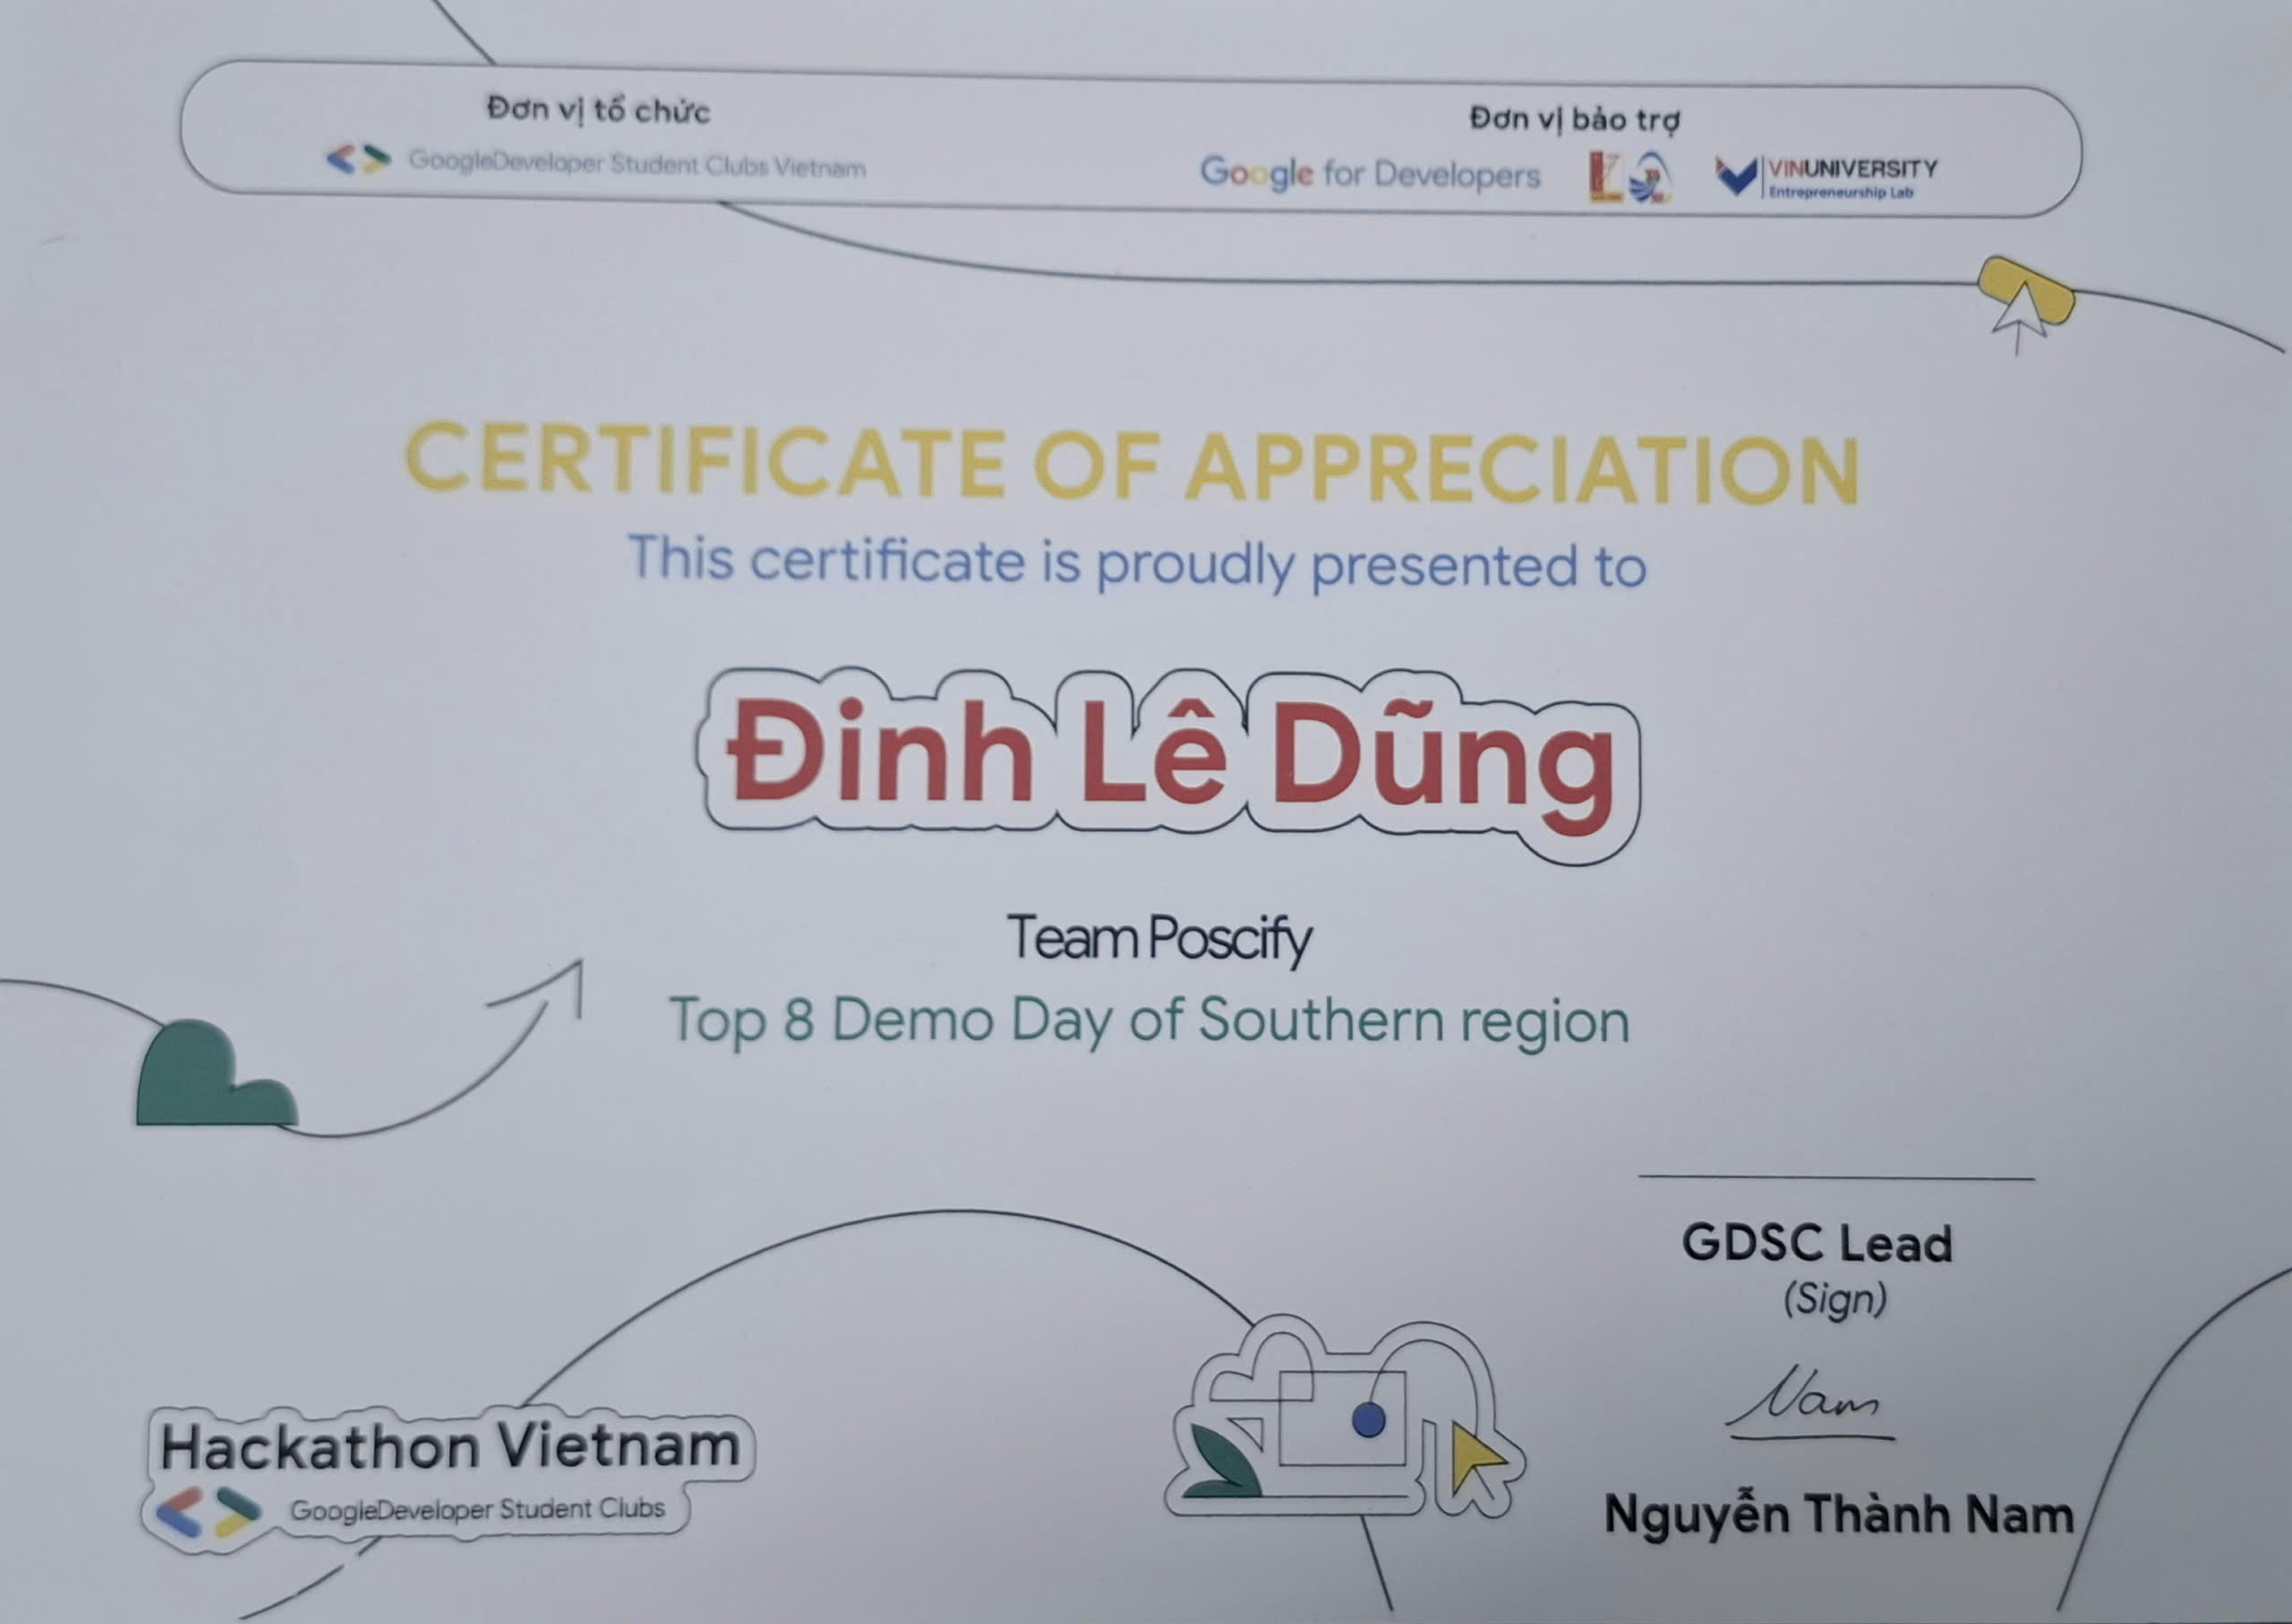 Đơn vị tổ chức
GoogleDeveloper Student Clubs Vietnam
Đơn vị bảo trợ
Google for Developers
VINUNIVERSITY
Entrepreneurship Lab
CERTIFICATE OF APPRECIATION
This certificate is proudly presented to
Đinh Lê Dũng
Team Poscify
Top 8 Demo Day of Southern region
GDSC Lead
(Sign)
Nam
Nguyễn Thành Nam
Hackathon Vietnam
GoogleDeveloper Student Clubs